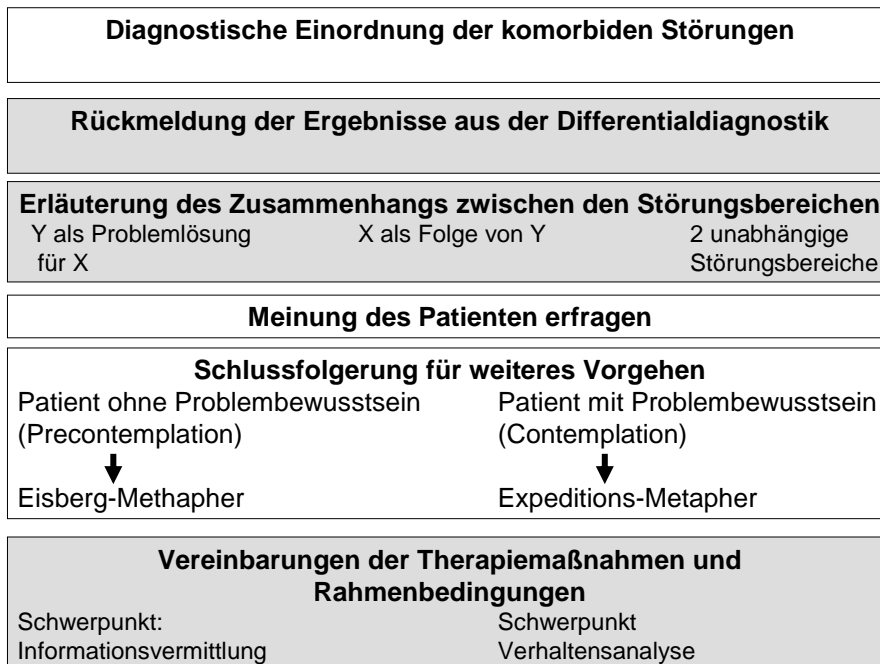 Diagnostische Einordnung der komorbiden Störungen
Rückmeldung der Ergebnisse aus der Differentialdiagnostik
Erläuterung des Zusammenhangs zwischen den Störungsbereichen
Y als Problemlösung für X
X als Folge von Y
2 unabhängige Störungsbereiche
Meinung des Patienten erfragen
Schlussfolgerung für weiteres Vorgehen
Patient ohne Problembewusstsein
(Precontemplation)
Eisberg-Methapher
Patient mit Problembewusstsein
(Contemplation)
Expeditions-Metapher
Vereinbarungen der Therapiemaßnahmen und
Rahmenbedingungen
Schwerpunkt:
Informationsvermittlung
Schwerpunkt
Verhaltensanalyse